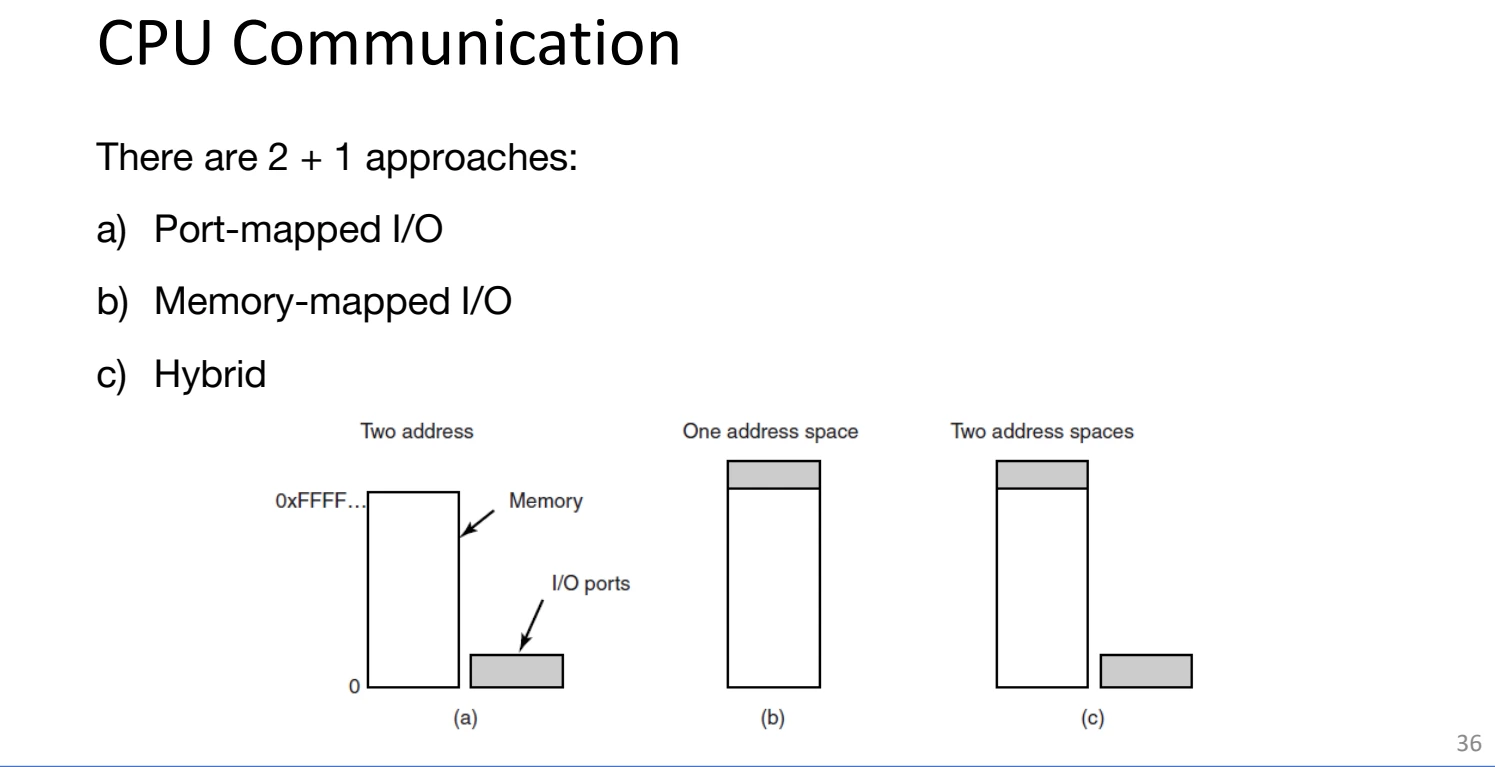 CPU Communication
There are 2 + 1 approaches:
a) Port-mapped I/O
b) Memory-mapped I/O
c) Hybrid
Two address
One address space
Two address spaces
0xFFFF…
Memory
I/O ports
0
(a)
(b)
(c)
36